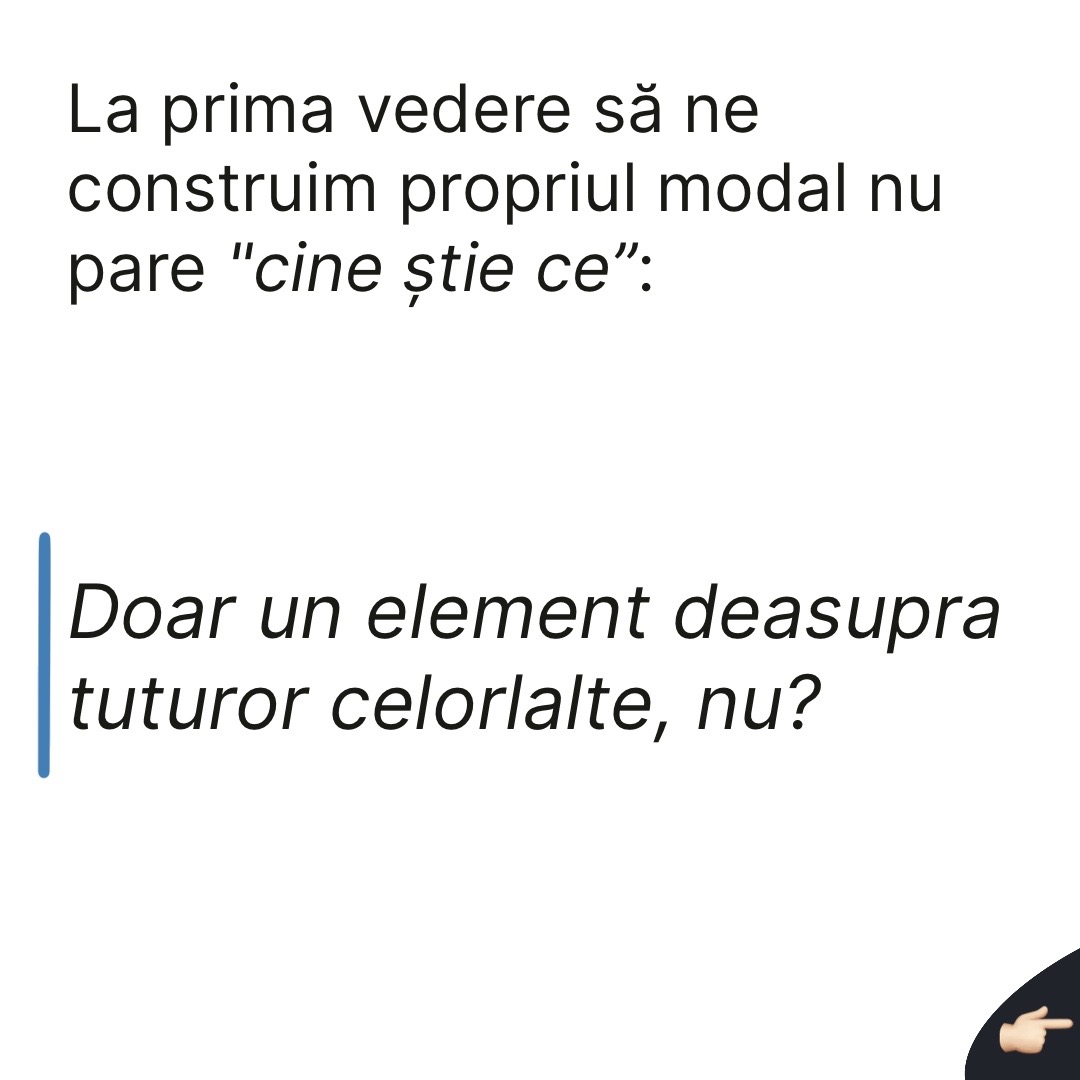 La prima vedere să ne
construim propriul modal nu
pare "cine știe ce”:
Doar un element deasupra
tuturor celorlalte, nu?